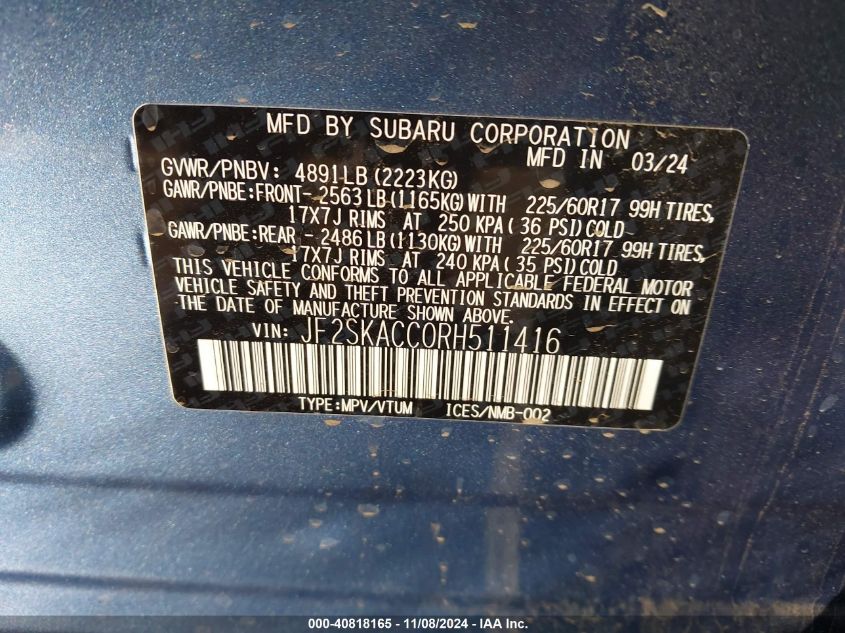 MFD BY SUBARU CORPORATION
MFD IN 03/24
GVWR/PNBV: 4891LB (2223KG)
GAWR/PNBE:FRONT- 2563LB (1165KG) WITH 225/60R17 99H TIRES,
17X7J RIMS AT 250 KPA ( 36 PSI) COLD
GAWR/PNBE:REAR - 2486LB (1130KG) WITH 225/60R17 99H TIRES,
17X7J RIMS AT 240 KPA ( 35 PSI) COLD
THIS VEHICLE CONFORMS TO ALL APPLICABLE FEDERAL MOTOR
VEHICLE SAFETY AND THEFT PREVENTION STANDARDS IN EFFECT ON
THE DATE OF MANUFACTURE SHOWN ABOVE.
VIN: JF2SKACC0RH511416
TYPE:MPV/VTUM ICES/NMB-002
000-40818165 - 11/08/2024 - IAA Inc.